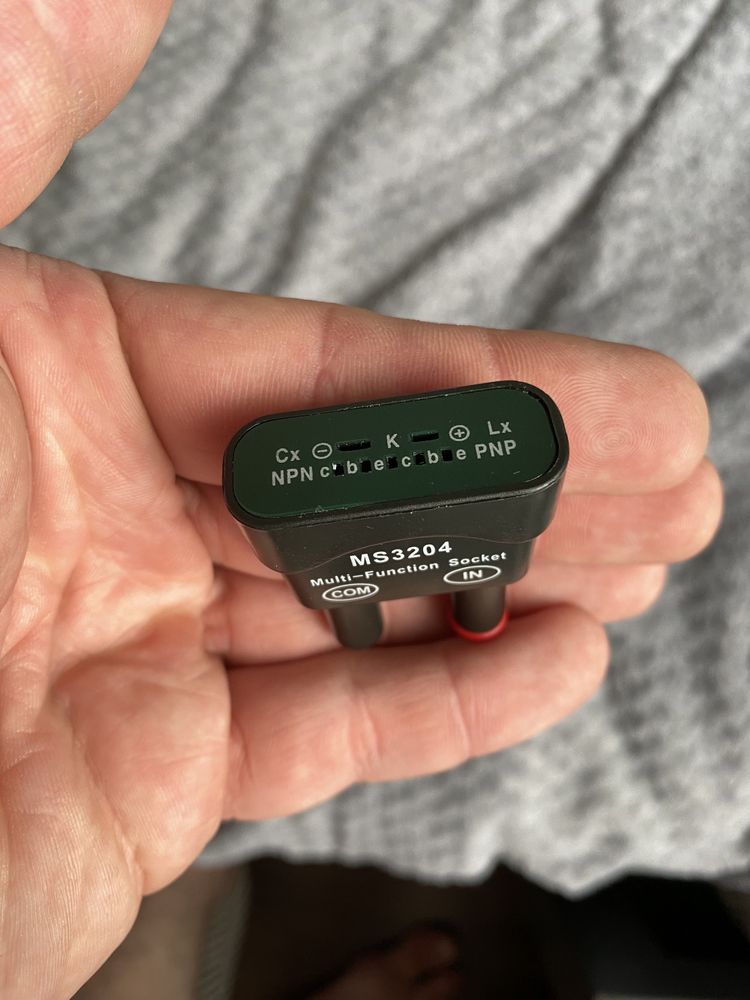 Cx ⊖ K ⊕ Lx
NPN c b e c b e PNP
MS3204
Multi-Function Socket
COM IN